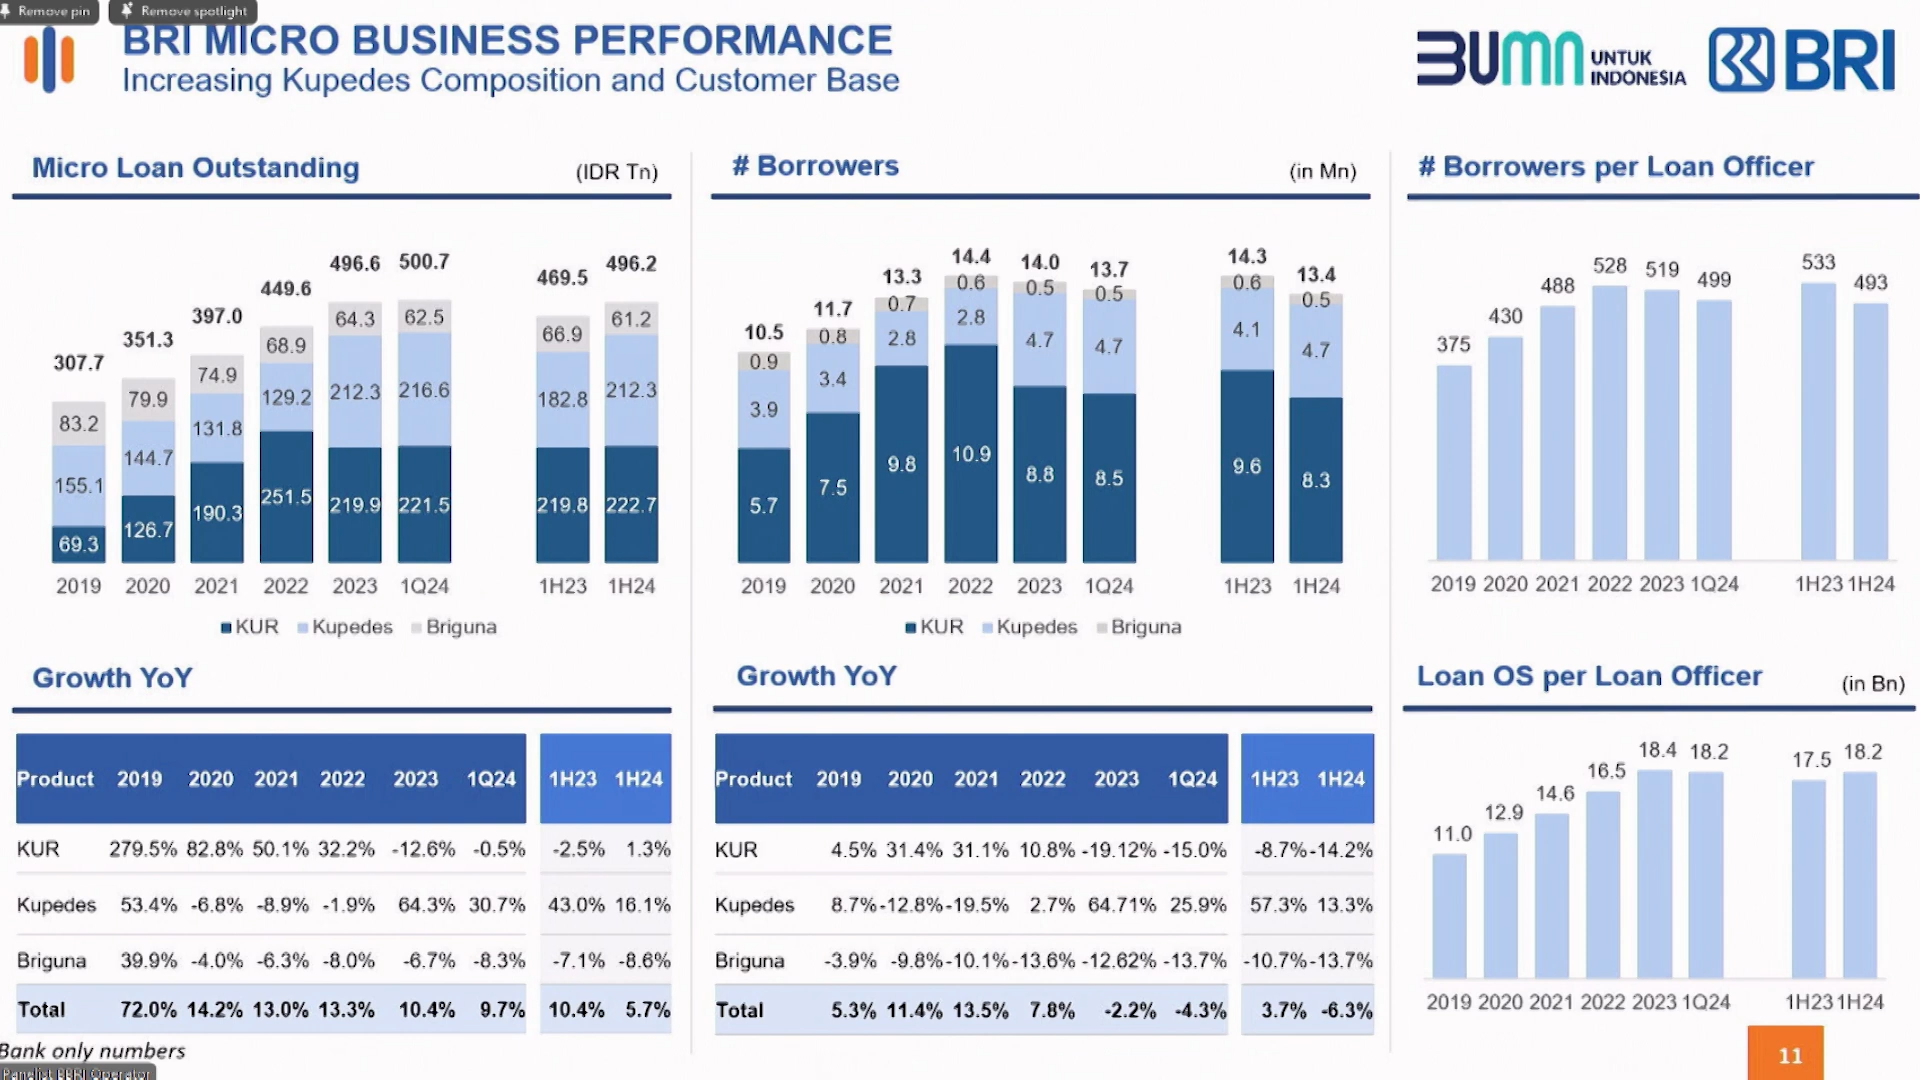 Remove pin
Remove spotlight
BRI MICRO BUSINESS PERFORMANCE
Increasing Kupedes Composition and Customer Base
BUMN UNTUK INDONESIA
BRI
Micro Loan Outstanding (IDR Tn)
307.7 351.3 397.0 449.6 496.6 500.7 469.5 496.2
83.2 79.9 74.9 68.9 64.3 62.5 66.9 61.2
155.1 144.7 131.8 129.2 212.3 216.6 182.8 212.3
69.3 126.7 190.3 251.5 219.9 221.5 219.8 222.7
2019 2020 2021 2022 2023 1Q24 1H23 1H24
KUR Kupedes Briguna
# Borrowers (in Mn)
10.5 11.7 13.3 14.4 14.0 13.7 14.3 13.4
0.9 0.8 0.7 0.6 0.5 0.5 0.6 0.5
3.9 3.4 2.8 2.8 4.7 4.7 4.1 4.7
5.7 7.5 9.8 10.9 8.8 8.5 9.6 8.3
2019 2020 2021 2022 2023 1Q24 1H23 1H24
KUR Kupedes Briguna
# Borrowers per Loan Officer
375 430 488 528 519 499 533 493
2019 2020 2021 2022 2023 1Q24 1H23 1H24
Growth YoY
Product 2019 2020 2021 2022 2023 1Q24 1H23 1H24
KUR 279.5% 82.8% 50.1% 32.2% -12.6% -0.5% -2.5% 1.3%
Kupedes 53.4% -6.8% -8.9% -1.9% 64.3% 30.7% 43.0% 16.1%
Briguna 39.9% -4.0% -6.3% -8.0% -6.7% -8.3% -7.1% -8.6%
Total 72.0% 14.2% 13.0% 13.3% 10.4% 9.7% 10.4% 5.7%
Growth YoY
Product 2019 2020 2021 2022 2023 1Q24 1H23 1H24
KUR 4.5% 31.4% 31.1% 10.8% -19.12% -15.0% -8.7% -14.2%
Kupedes 8.7% -12.8% -19.5% 2.7% 64.71% 25.9% 57.3% 13.3%
Briguna -3.9% -9.8% -10.1% -13.6% -12.62% -13.7% -10.7% -13.7%
Total 5.3% 11.4% 13.5% 7.8% -2.2% -4.3% 3.7% -6.3%
Loan OS per Loan Officer (in Bn)
11.0 12.9 14.6 16.5 18.4 18.2 17.5 18.2
2019 2020 2021 2022 2023 1Q24 1H23 1H24
Bank only numbers
Panelist BBRI Operator
11